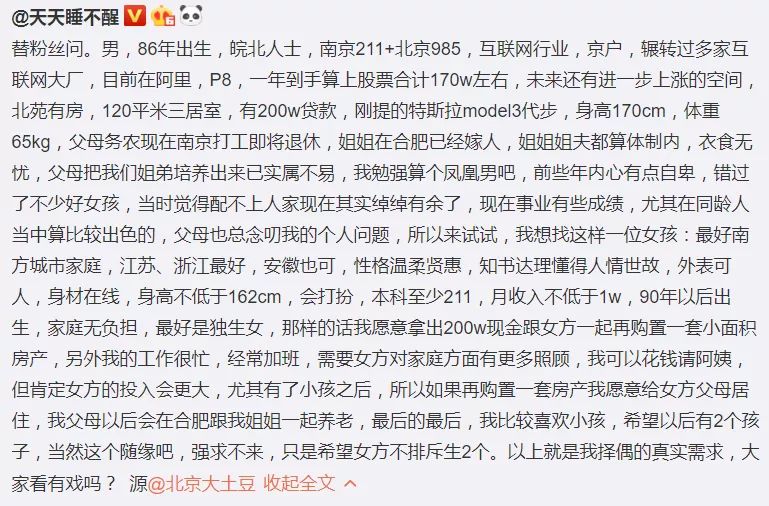 @天天睡不醒
替粉丝问。男，86年出生，皖北人士，南京211+北京985，互联网行业，京户，辗转过多家互
联网大厂，目前在阿里，P8，一年到手算上股票合计170w左右，未来还有进一步上涨的空间，
北苑有房，120平米三居室，有200w贷款，刚提的特斯拉model3代步，身高170cm，体重
65kg，父母务农现在南京打工即将退休，姐姐在合肥已经嫁人，姐姐姐夫都算体制内，衣食无
忧，父母把我们姐弟培养出来已实属不易，我勉强算个凤凰男吧，前些年内心有点自卑，错过
了不少好女孩，当时觉得配不上人家现在其实绰绰有余了，现在事业有些成绩，尤其在同龄人
当中算比较出色的，父母也总念叨我的个人问题，所以来试试，我想找这样一位女孩：最好南
方城市家庭，江苏、浙江最好，安徽也可，性格温柔贤惠，知书达理懂得人情世故，外表可
人，身材在线，身高不低于162cm，会打扮，本科至少211，月收入不低于1w，90年以后出
生，家庭无负担，最好是独生女，那样的话我愿意拿出200w现金跟女方一起再购置一套小面积
房产，另外我的工作很忙，经常加班，需要女方对家庭方面有更多照顾，我可以花钱请阿姨，
但肯定女方的投入会更大，尤其有了小孩之后，所以如果再购置一套房产我愿意给女方父母居
住，我父母以后会在合肥跟我姐姐一起养老，最后的最后，我比较喜欢小孩，希望以后有2个孩
子，当然这个随缘吧，强求不来，只是希望女方不排斥生2个。以上就是我择偶的真实需求，大
家看有戏吗？ 源@北京大土豆 收起全文